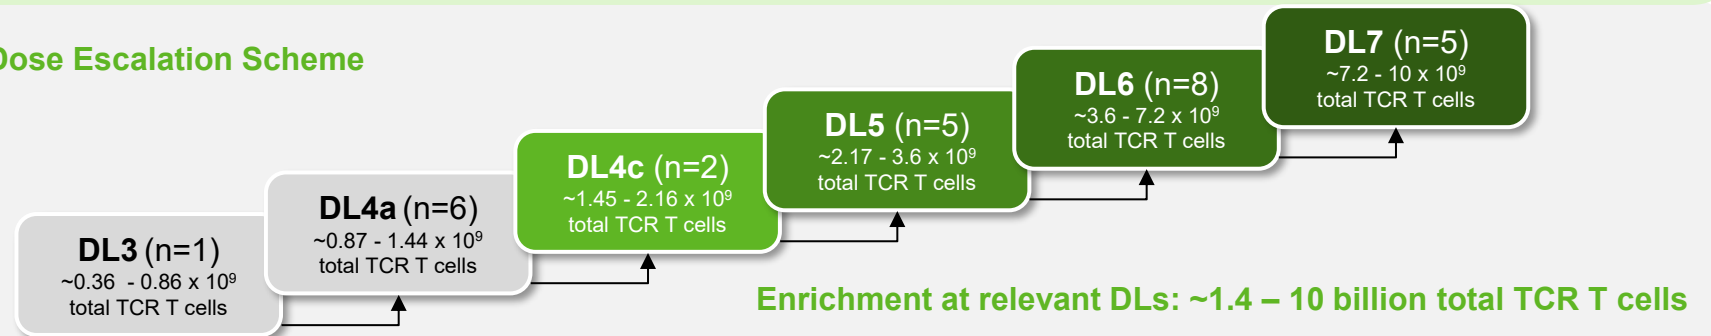 Dose Escalation Scheme
DL3 (n=1)
~0.36 - 0.86 x 10⁹
total TCR T cells
DL4a (n=6)
~0.87 - 1.44 x 10⁹
total TCR T cells
DL4c (n=2)
~1.45 - 2.16 x 10⁹
total TCR T cells
DL5 (n=5)
~2.17 - 3.6 x 10⁹
total TCR T cells
DL6 (n=8)
~3.6 - 7.2 x 10⁹
total TCR T cells
DL7 (n=5)
~7.2 - 10 x 10⁹
total TCR T cells
Enrichment at relevant DLs: ~1.4 – 10 billion total TCR T cells